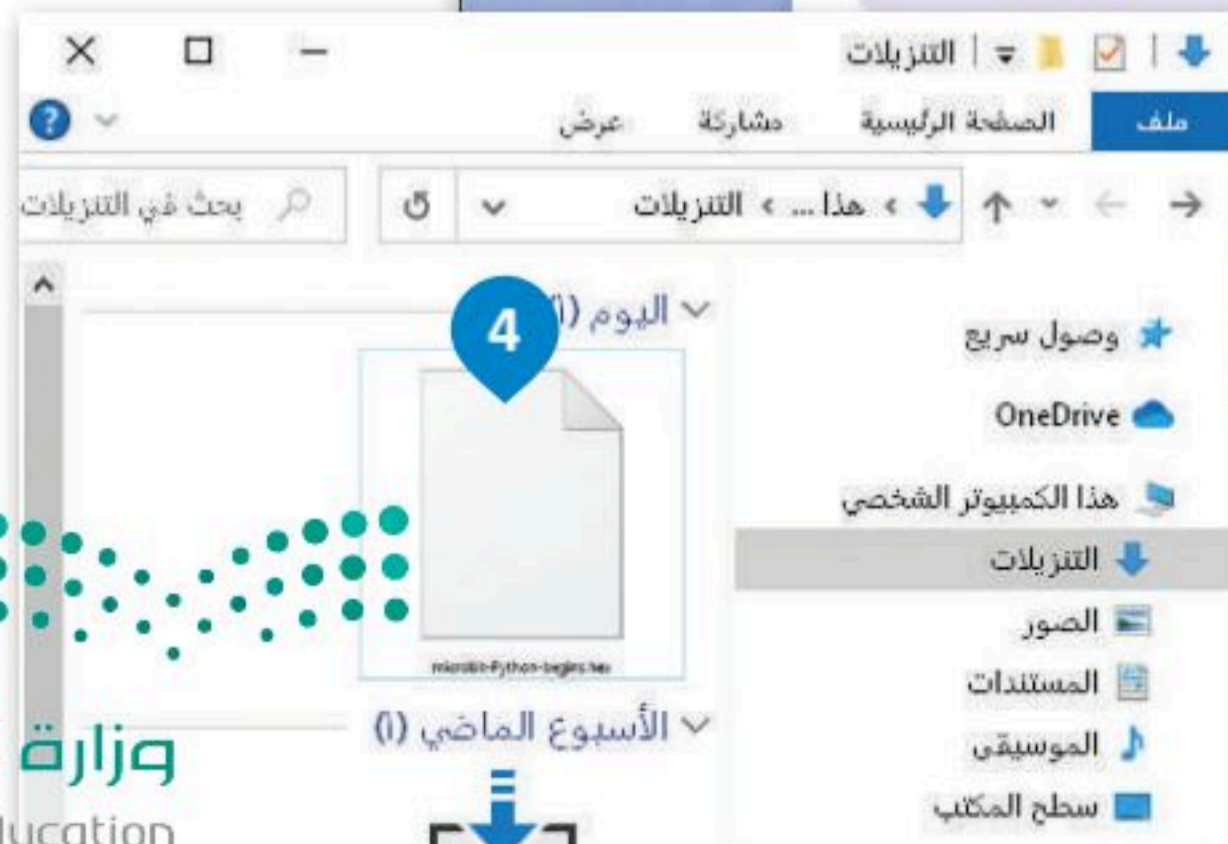 التنزيلات
ملف الصفحة الرئيسية مشاركة عرض ?
هذا ... › التنزيلات
بحث في التنزيلات
وصول سريع
OneDrive
هذا الكمبيوتر الشخصي
التنزيلات
الصور
المستندات
الموسيقى
سطح المكتب
اليوم (١)
4
microbit-Python-begins.hex
الأسبوع الماضي (١)
وزارة